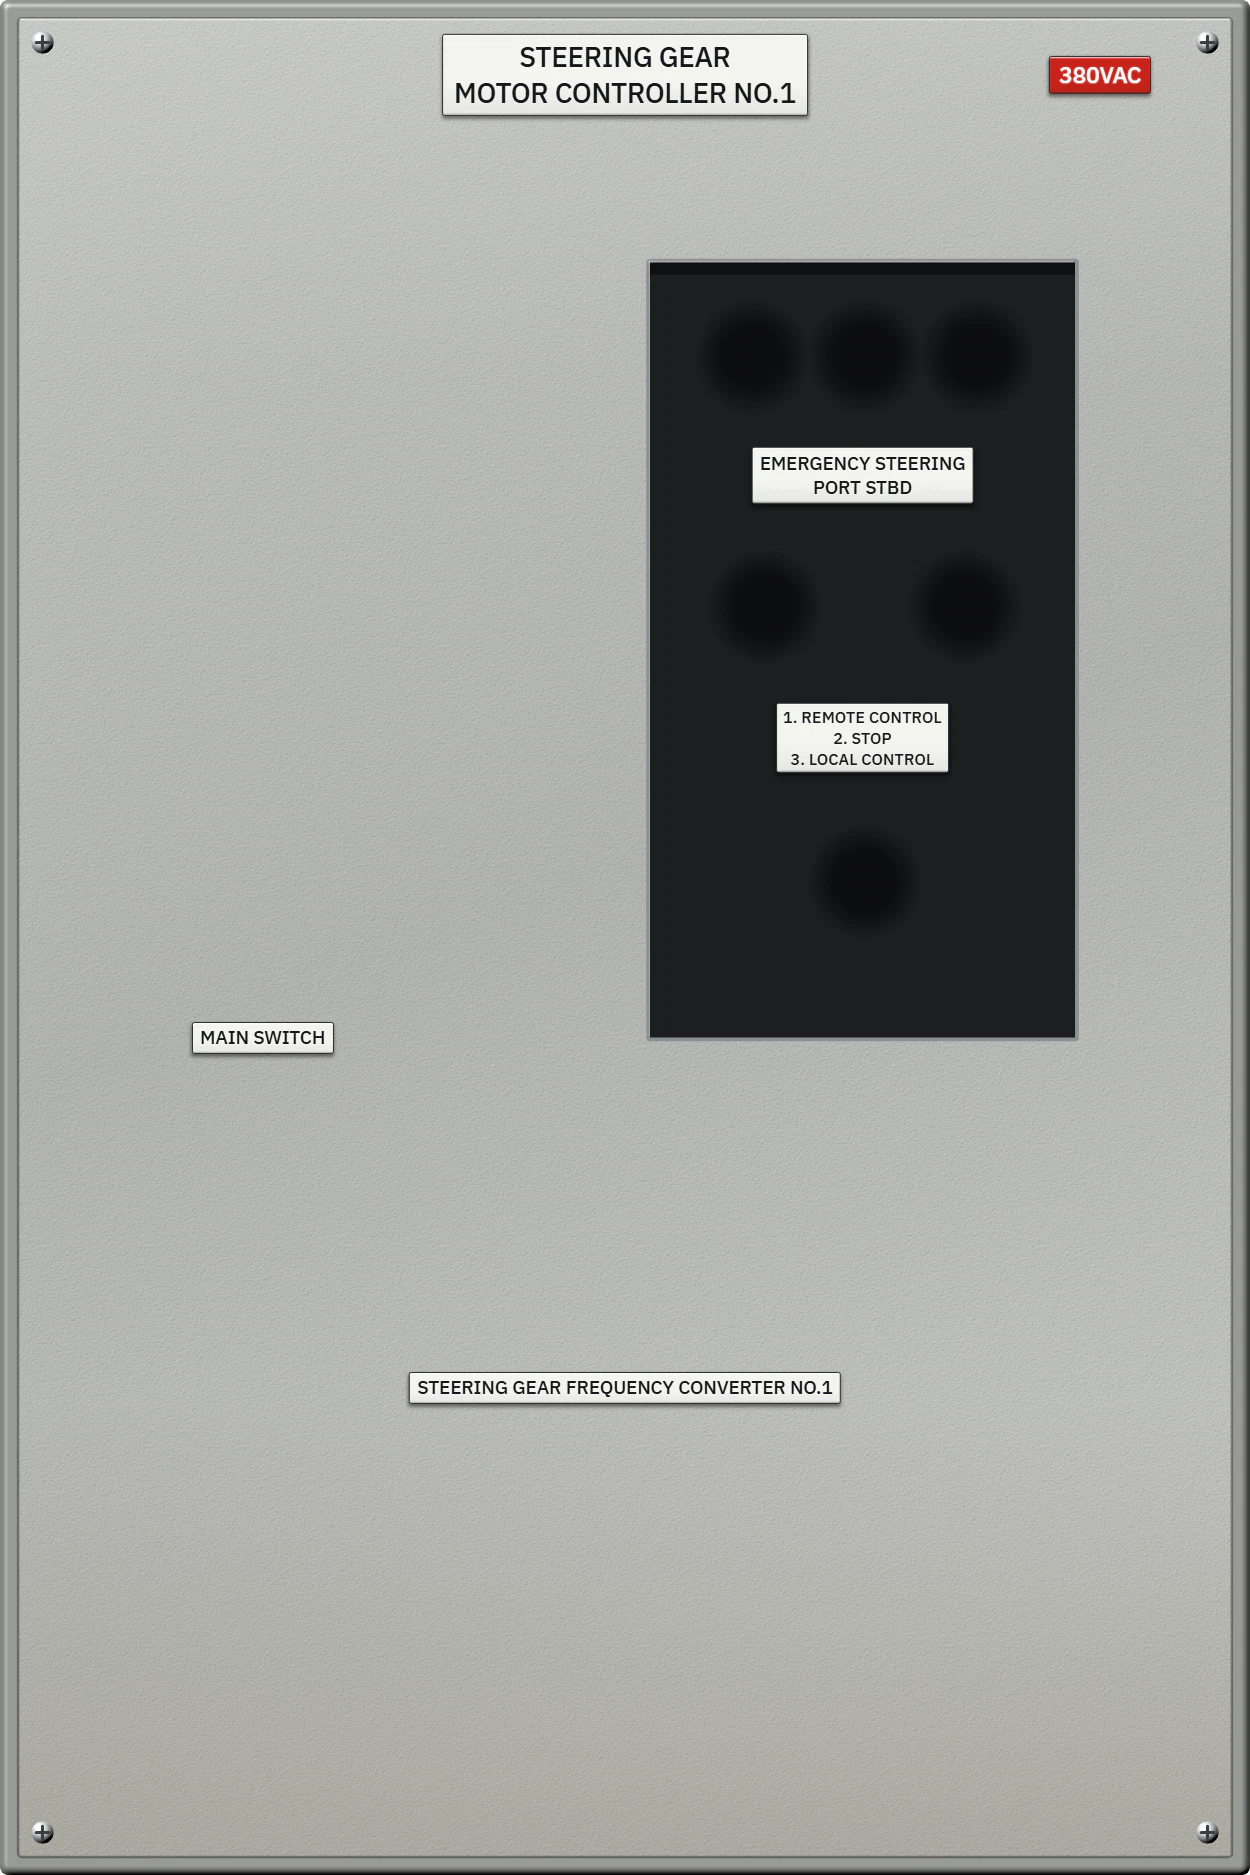 STEERING GEAR
MOTOR CONTROLLER NO.1
380VAC
EMERGENCY STEERING
PORT STBD
1. REMOTE CONTROL
2. STOP
3. LOCAL CONTROL
MAIN SWITCH
STEERING GEAR FREQUENCY CONVERTER NO.1